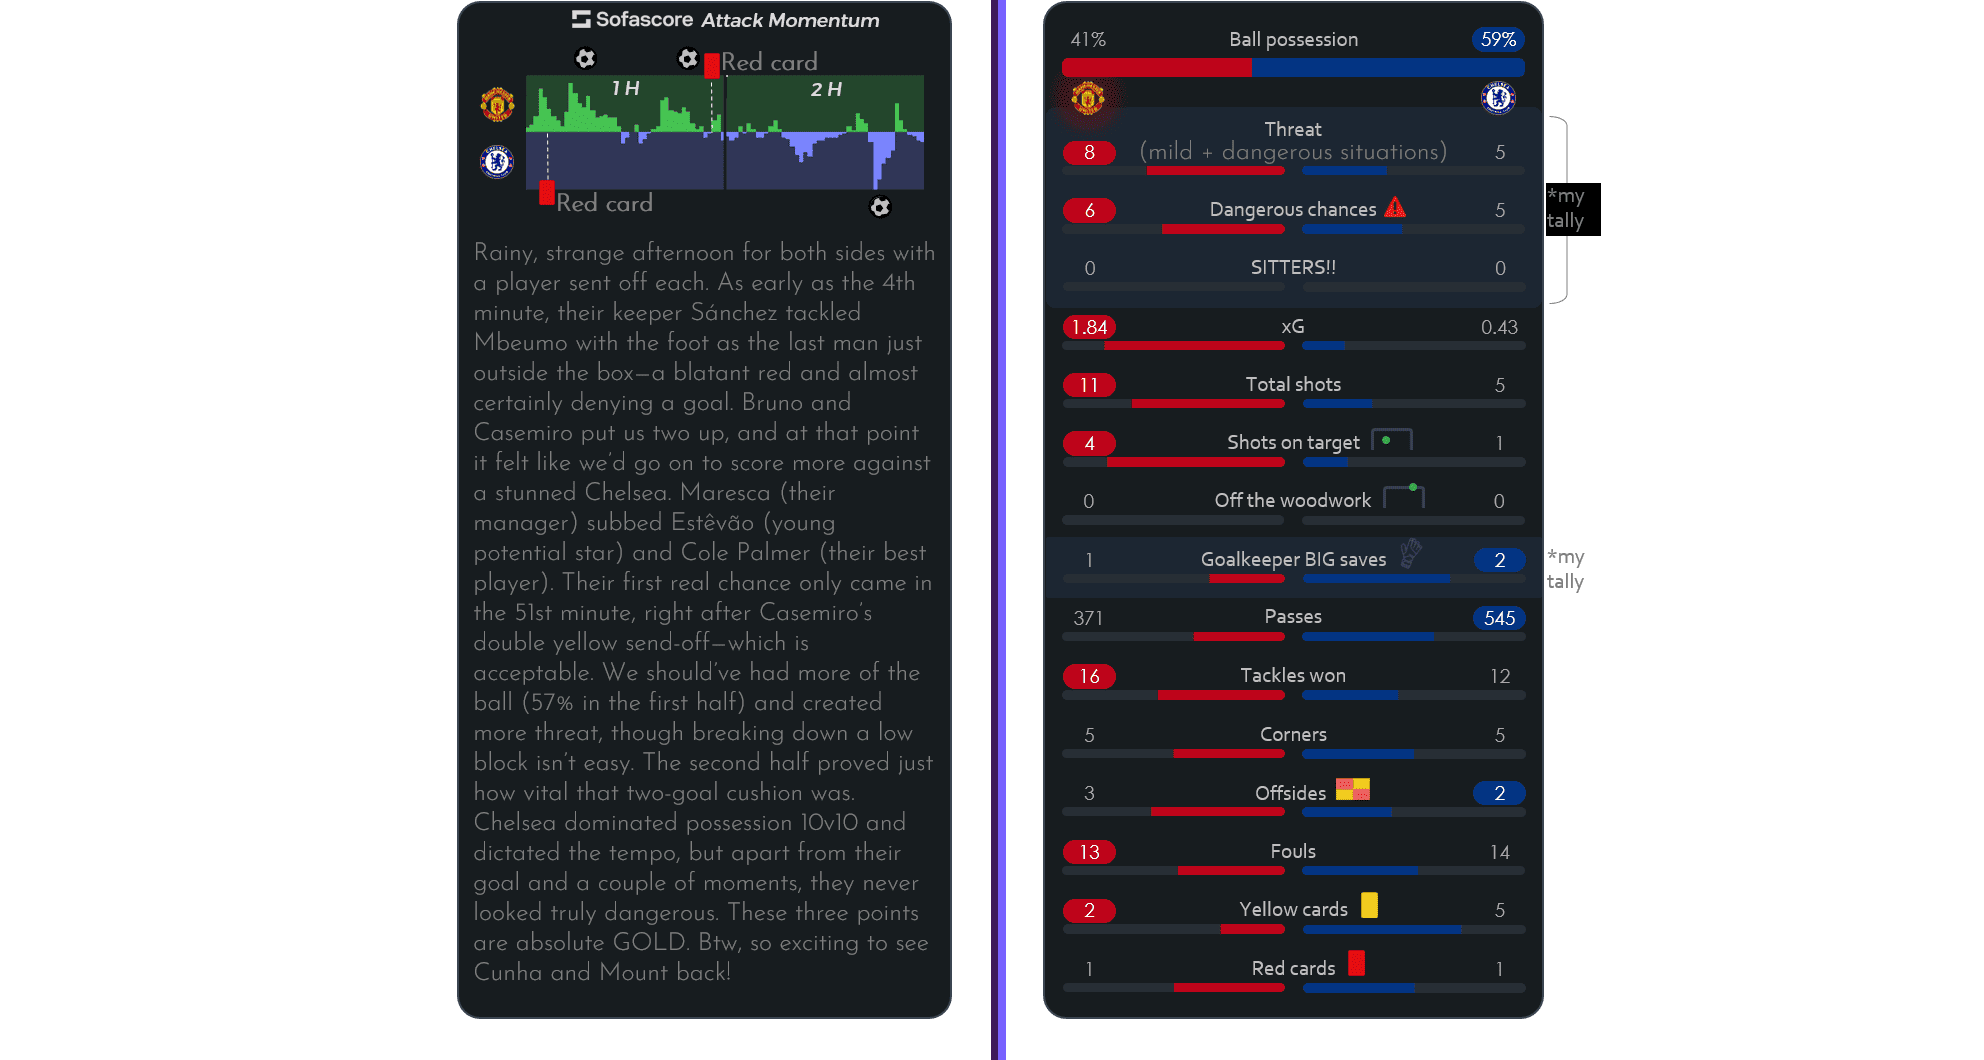 Sofascore Attack Momentum
Red card
1 H
2 H
Red card
Rainy, strange afternoon for both sides with
a player sent off each. As early as the 4th
minute, their keeper Sánchez tackled
Mbeumo with the foot as the last man just
outside the box—a blatant red and almost
certainly denying a goal. Bruno and
Casemiro put us two up, and at that point
it felt like we'd go on to score more against
a stunned Chelsea. Maresca (their
manager) subbed Estêvão (young
potential star) and Cole Palmer (their best
player). Their first real chance only came in
the 51st minute, right after Casemiro's
double yellow send-off—which is
acceptable. We should've had more of the
ball (57% in the first half) and created
more threat, though breaking down a low
block isn't easy. The second half proved just
how vital that two-goal cushion was.
Chelsea dominated possession 10v10 and
dictated the tempo, but apart from their
goal and a couple of moments, they never
looked truly dangerous. These three points
are absolute GOLD. Btw, so exciting to see
Cunha and Mount back!
41% Ball possession 59%
Threat
8 (mild + dangerous situations) 5
6 Dangerous chances 5
*my
tally
0 SITTERS!! 0
1.84 xG 0.43
11 Total shots 5
4 Shots on target 1
0 Off the woodwork 0
1 Goalkeeper BIG saves 2
*my
tally
371 Passes 545
16 Tackles won 12
5 Corners 5
3 Offsides 2
13 Fouls 14
2 Yellow cards 5
1 Red cards 1